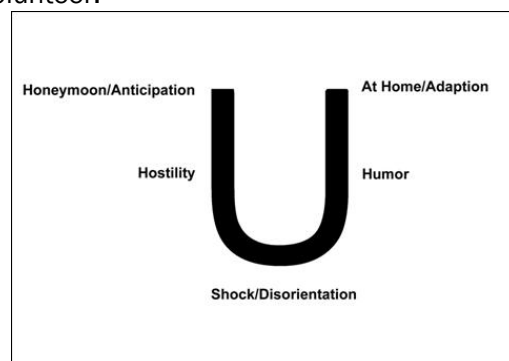 Honeymoon/Anticipation
At Home/Adaption
Hostility
Humor
Shock/Disorientation